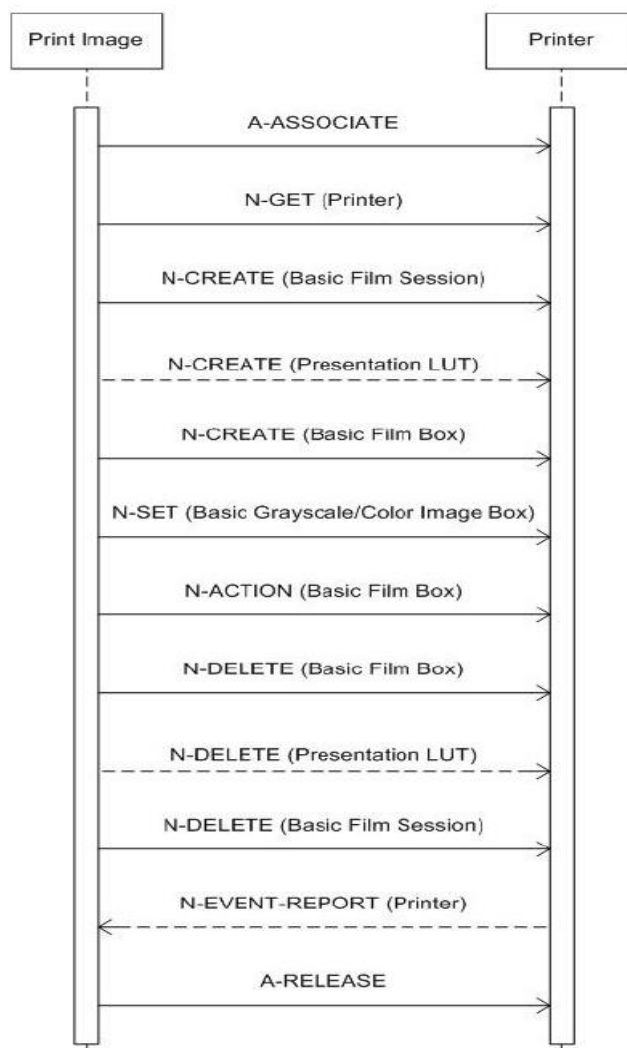 Print Image
Printer
A-ASSOCIATE
N-GET (Printer)
N-CREATE (Basic Film Session)
N-CREATE (Presentation LUT)
N-CREATE (Basic Film Box)
N-SET (Basic Grayscale/Color Image Box)
N-ACTION (Basic Film Box)
N-DELETE (Basic Film Box)
N-DELETE (Presentation LUT)
N-DELETE (Basic Film Session)
N-EVENT-REPORT (Printer)
A-RELEASE